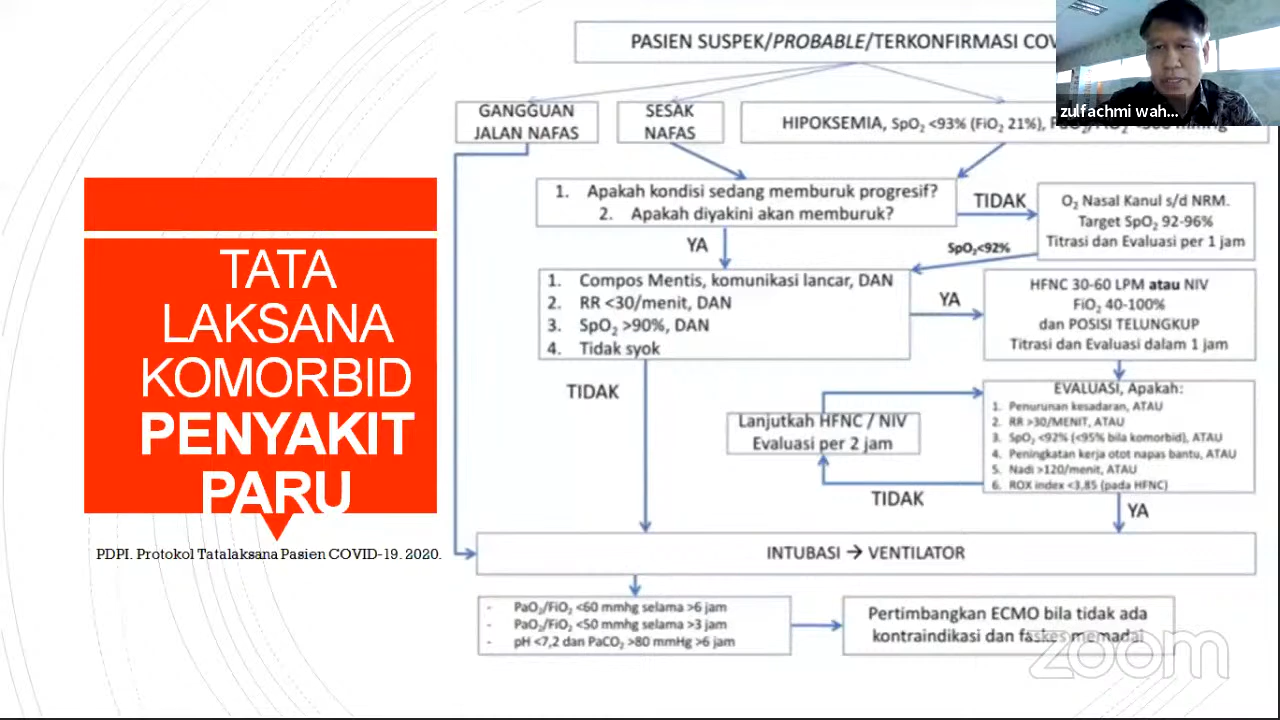 TATA
LAKSANA
KOMORBID
PENYAKIT
PARU
PDPI. Protokol Tatalaksana Pasien COVID-19. 2020.
PASIEN SUSPEK/PROBABLE/TERKONFIRMASI
zulfachmi wah...
GANGGUAN
JALAN NAFAS
SESAK
NAFAS
HIPOKSEMIA, SpO₂ <93% (FiO₂ 21%),
1. Apakah kondisi sedang memburuk progresif?
2. Apakah diyakini akan memburuk?
TIDAK
O₂ Nasal Kanul s/d NRM.
Target SpO₂ 92-96%
Titrasi dan Evaluasi per 1 jam
YA
SpO₂<92%
1. Compos Mentis, komunikasi lancar, DAN
2. RR <30/menit, DAN
3. SpO₂ >90%, DAN
4. Tidak syok
YA
HFNC 30-60 LPM atau NIV
FiO₂ 40-100%
dan POSISI TELUNGKUP
Titrasi dan Evaluasi dalam 1 jam
TIDAK
Lanjutkah HFNC / NIV
Evaluasi per 2 jam
EVALUASI, Apakah:
1. Penurunan kesadaran, ATAU
2. RR >30/MENIT, ATAU
3. SpO₂ <92% (<95% bila komorbid), ATAU
4. Peningkatan kerja otot napas bantu, ATAU
5. Nadi >120/menit, ATAU
6. ROX index <3,85 (pada HFNC)
TIDAK
YA
INTUBASI → VENTILATOR
- PaO₂/FiO₂ <60 mmhg selama >6 jam
- PaO₂/FiO₂ <50 mmhg selama >3 jam
- pH <7,2 dan PaCO₂ >80 mmHg >6 jam
Pertimbangkan ECMO bila tidak ada
kontraindikasi dan faskes memadai
zoom